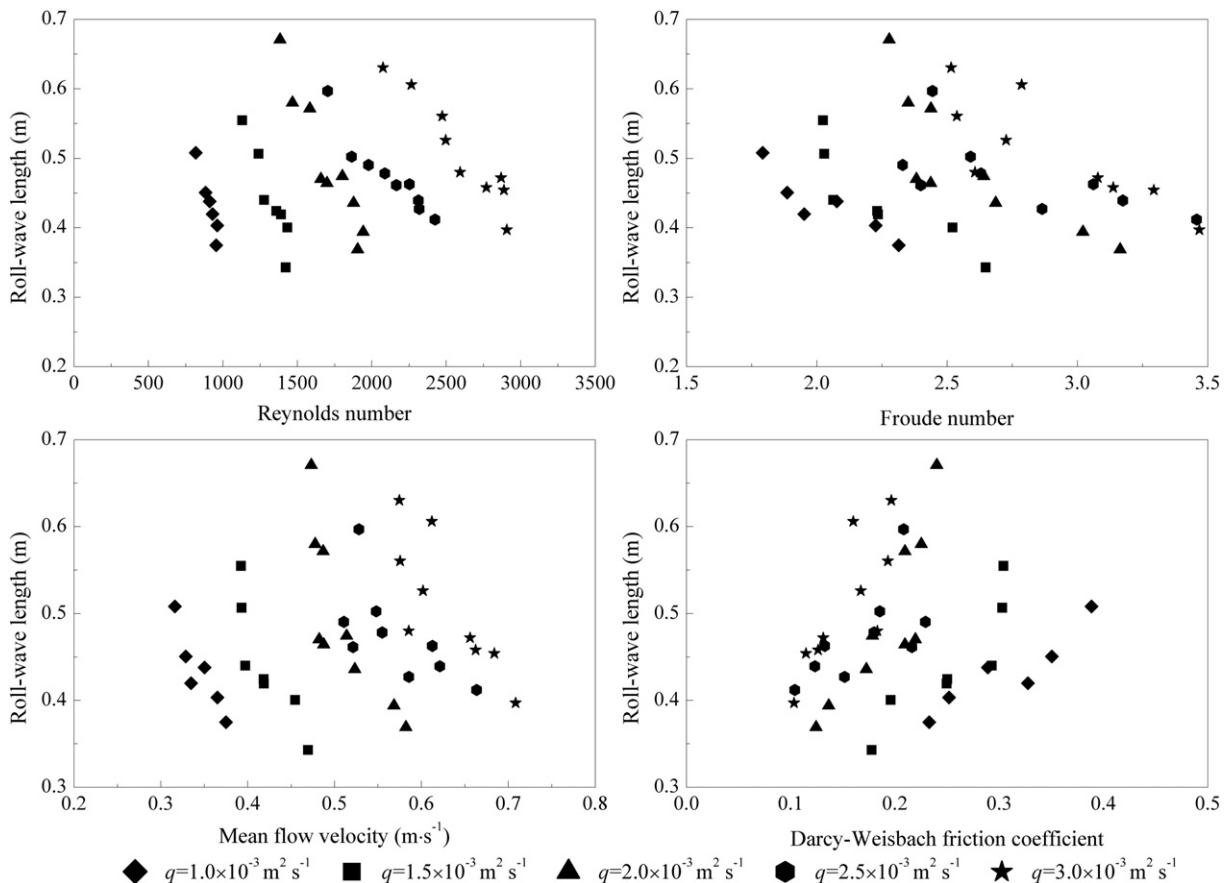 0.7
0.6
0.5
0.4
0.3
0.2
Roll-wave length (m)
0 500 1000 1500 2000 2500 3000 3500
Reynolds number
0.7
0.6
0.5
0.4
0.3
0.2
Roll-wave length (m)
1.5 2.0 2.5 3.0 3.5
Froude number
0.7
0.6
0.5
0.4
0.3
Roll-wave length (m)
0.2 0.3 0.4 0.5 0.6 0.7 0.8
Mean flow velocity (m·s⁻¹)
0.7
0.6
0.5
0.4
0.3
Roll-wave length (m)
0.0 0.1 0.2 0.3 0.4 0.5
Darcy-Weisbach friction coefficient
q=1.0×10⁻³ m² s⁻¹ q=1.5×10⁻³ m² s⁻¹ q=2.0×10⁻³ m² s⁻¹ q=2.5×10⁻³ m² s⁻¹ q=3.0×10⁻³ m² s⁻¹